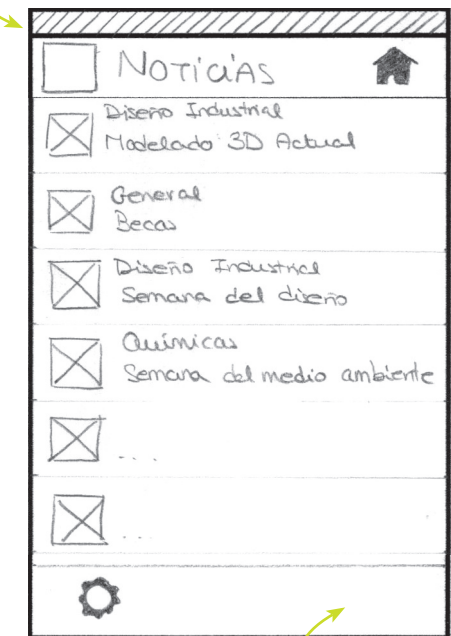 Noticias
Diseño Industrial
Modelado 3D Actual
General
Becas
Diseño Industrial
Semana del diseño
Químicas
Semana del medio ambiente
...
...